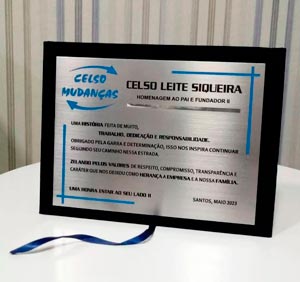 CELSO
MUDANÇAS
CELSO LEITE SIQUEIRA
HOMENAGEM AO PAI E FUNDADOR II
UMA HISTÓRIA FEITA DE MUITO,
TRABALHO, DEDICAÇÃO E RESPONSABILIDADE.
OBRIGADO PELA GARRA E DETERMINAÇÃO, ISSO NOS INSPIRA CONTINUAR
SEGUINDO SEU CAMINHO NESSA ESTRADA.
ZELANDO PELOS VALORES DE RESPEITO, COMPROMISSO, TRANSPARÊNCIA E
CARÁTER QUE NOS DEIXOU COMO HERANÇA A EMPRESA E A NOSSA FAMÍLIA.
UMA HONRA ESTAR AO SEU LADO II
SANTOS, MAIO 2023